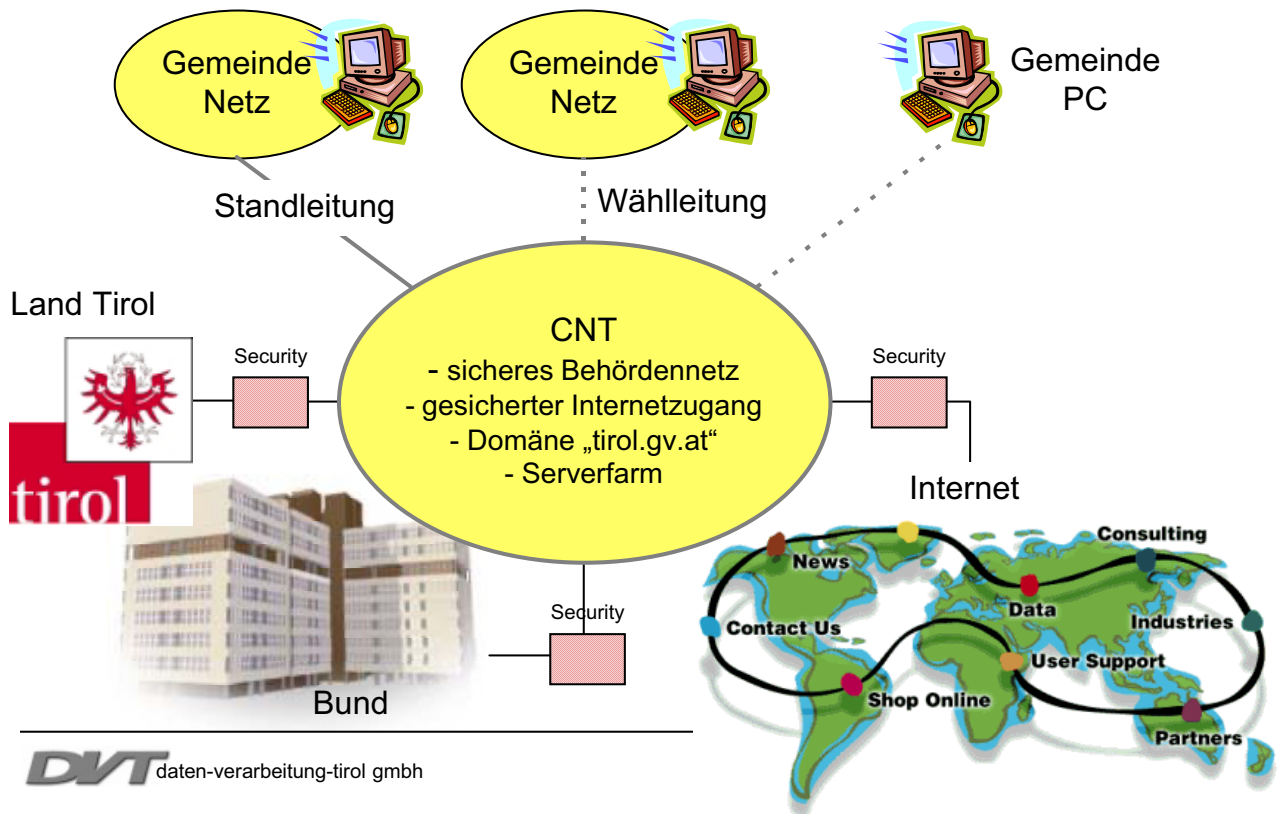 Gemeinde
Netz
Gemeinde
Netz
Gemeinde
PC
Standleitung
Wählleitung
Land Tirol
tirol
Security
CNT
- sicheres Behördennetz
- gesicherter Internetzugang
- Domäne „tirol.gv.at“
- Serverfarm
Security
Internet
Security
Bund
News
Consulting
Data
Contact Us
Industries
User Support
Shop Online
Partners
DVT daten-verarbeitung-tirol gmbh